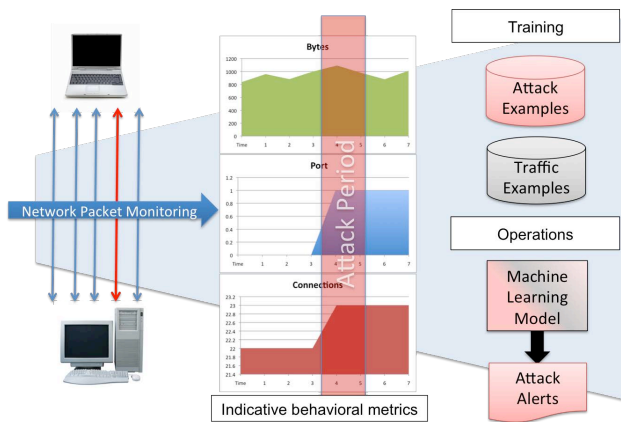 Training
Attack
Examples
Traffic
Examples
Operations
Machine
Learning
Model
Attack
Alerts
Network Packet Monitoring
Bytes
1200
1000
800
600
400
200
0
Time 1 2 3 4 5 6 7
Port
1.2
1
0.8
0.6
0.4
0.2
0
Time 1 2 3 4 5 6 7
Connections
23.2
23
22.8
22.6
22.4
22.2
22
21.8
21.6
21.4
Time 1 2 3 4 5 6 7
Attack Period
Indicative behavioral metrics